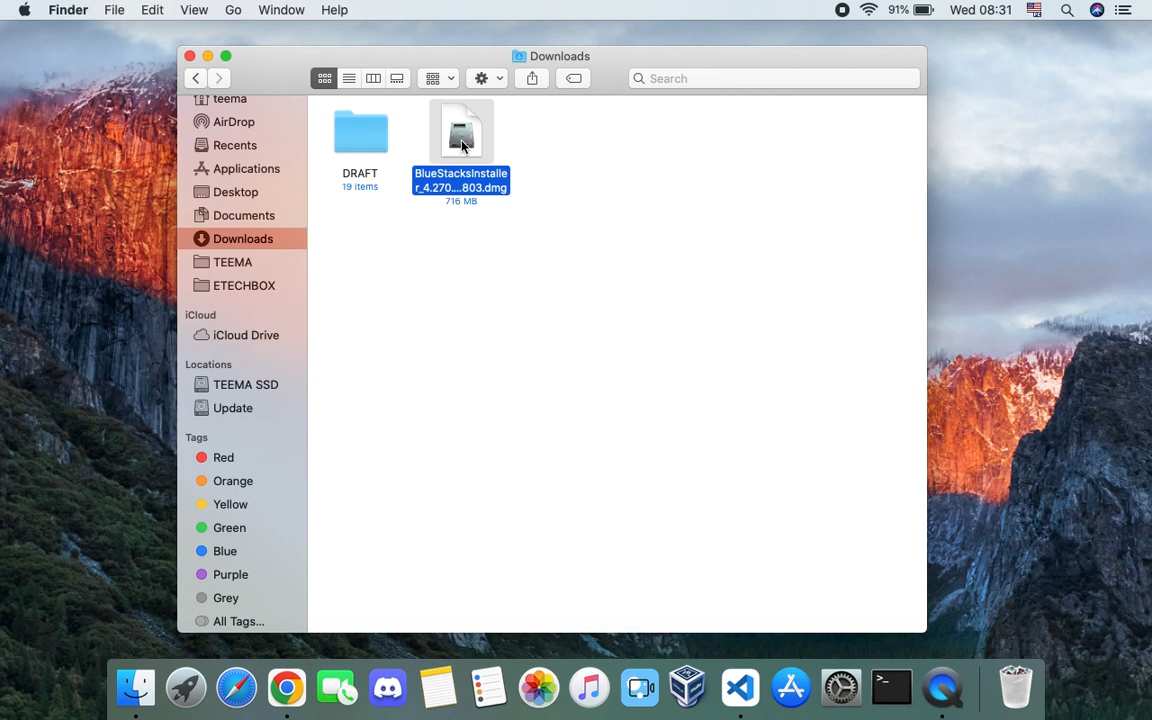 Finder File Edit View Go Window Help 91% Wed 08:31
Downloads
Search
teema
AirDrop
Recents
Applications
Desktop
Documents
Downloads
TEEMA
ETECHBOX
iCloud
iCloud Drive
Locations
TEEMA SSD
Update
Tags
Red
Orange
Yellow
Green
Blue
Purple
Grey
All Tags...
DRAFT
19 items
BlueStacksInstalle
r_4.270....803.dmg
716 MB